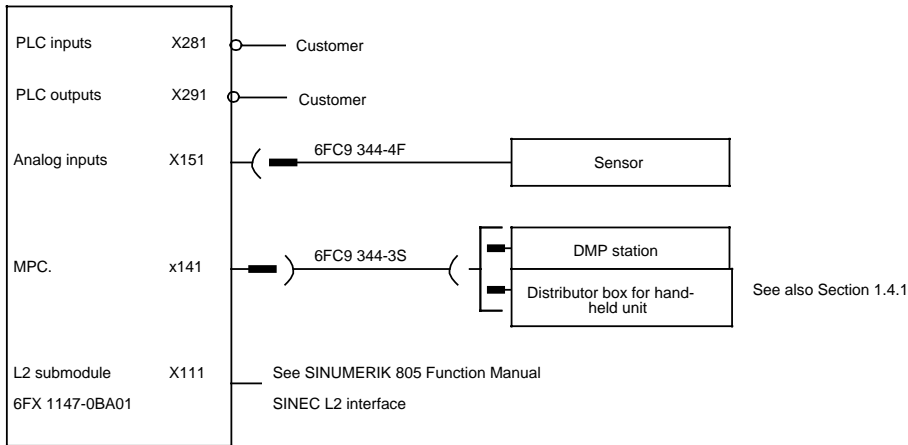 PLC inputs X281 Customer
PLC outputs X291 Customer
Analog inputs X151 6FC9 344-4F Sensor
MPC. x141 6FC9 344-3S DMP station
Distributor box for hand-
held unit
See also Section 1.4.1
L2 submodule X111 See SINUMERIK 805 Function Manual
6FX 1147-0BA01 SINEC L2 interface